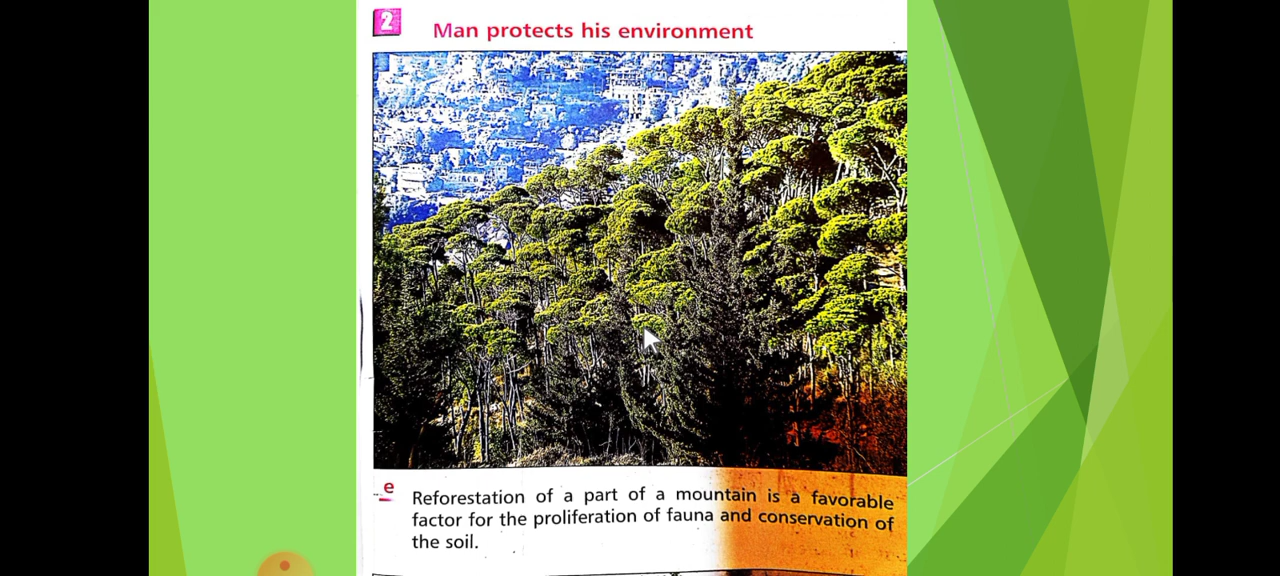 2
Man protects his environment
e
Reforestation of a part of a mountain is a favorable
factor for the proliferation of fauna and conservation of
the soil.